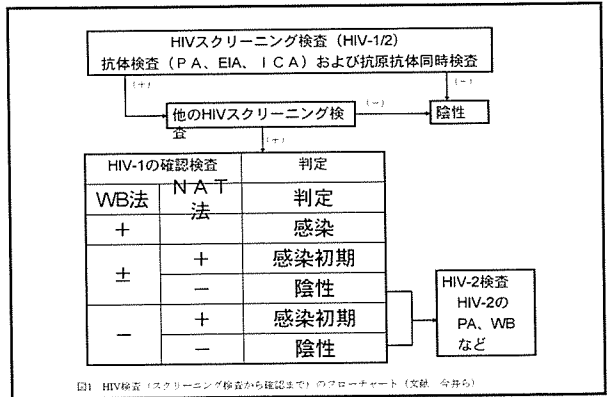 HIVスクリーニング検査（HIV-1/2）
抗体検査（ＰＡ、EIA、ＩＣＡ）および抗原抗体同時検査
(＋)
(－)
他のHIVスクリーニング検
査
(－)
陰性
(＋)
HIV-1の確認検査
判定
WB法
ＮＡＴ
法
判定
＋
感染
±
＋
感染初期
－
陰性
－
＋
感染初期
－
陰性
HIV-2検査
HIV-2の
PA、WB
など
図1 HIV検査（スクリーニング検査から確認まで）のフローチャート（文献 今井ら）